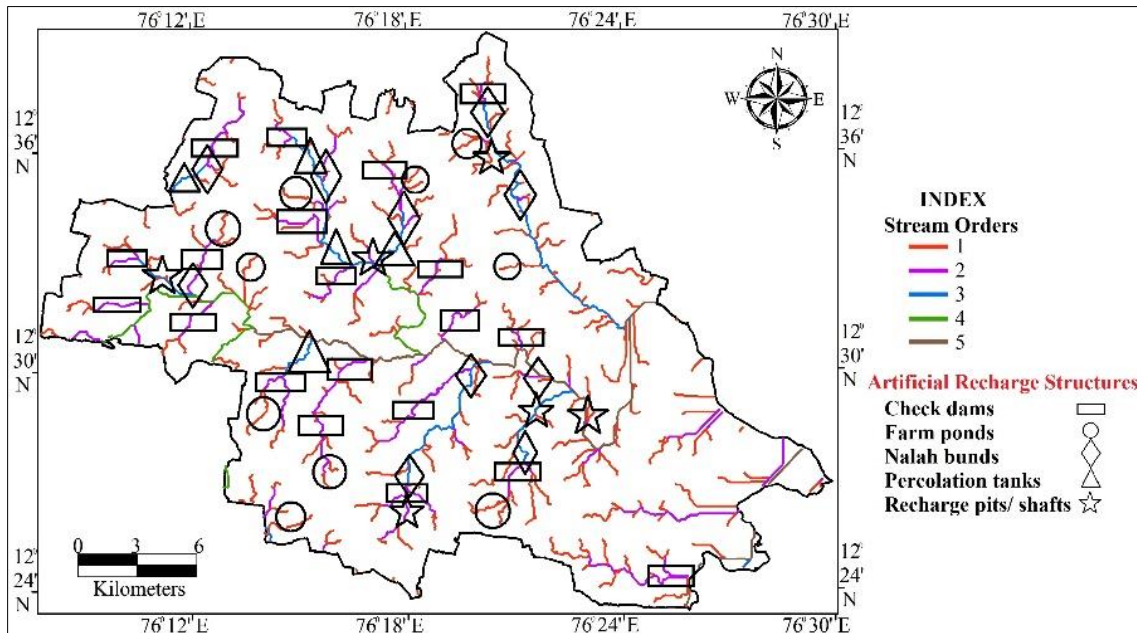 76°12' E 76°18' E 76°24' E 76°30' E
N
W E
S
12°
36'
N
12°
36'
N
12°
30'
N
12°
30'
N
12°
24'
N
12°
24'
N
INDEX
Stream Orders
1
2
3
4
5
Artificial Recharge Structures
Check dams
Farm ponds
Nalah bunds
Percolation tanks
Recharge pits/ shafts
0 3 6
Kilometers
76°12' E 76°18' E 76°24' E 76°30' E